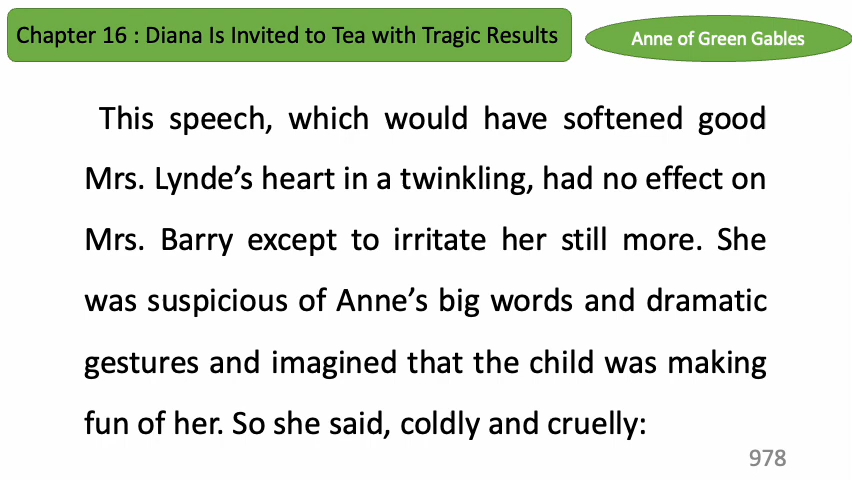 Chapter 16 : Diana Is Invited to Tea with Tragic Results
Anne of Green Gables
This speech, which would have softened good
Mrs. Lynde’s heart in a twinkling, had no effect on
Mrs. Barry except to irritate her still more. She
was suspicious of Anne’s big words and dramatic
gestures and imagined that the child was making
fun of her. So she said, coldly and cruelly:
978